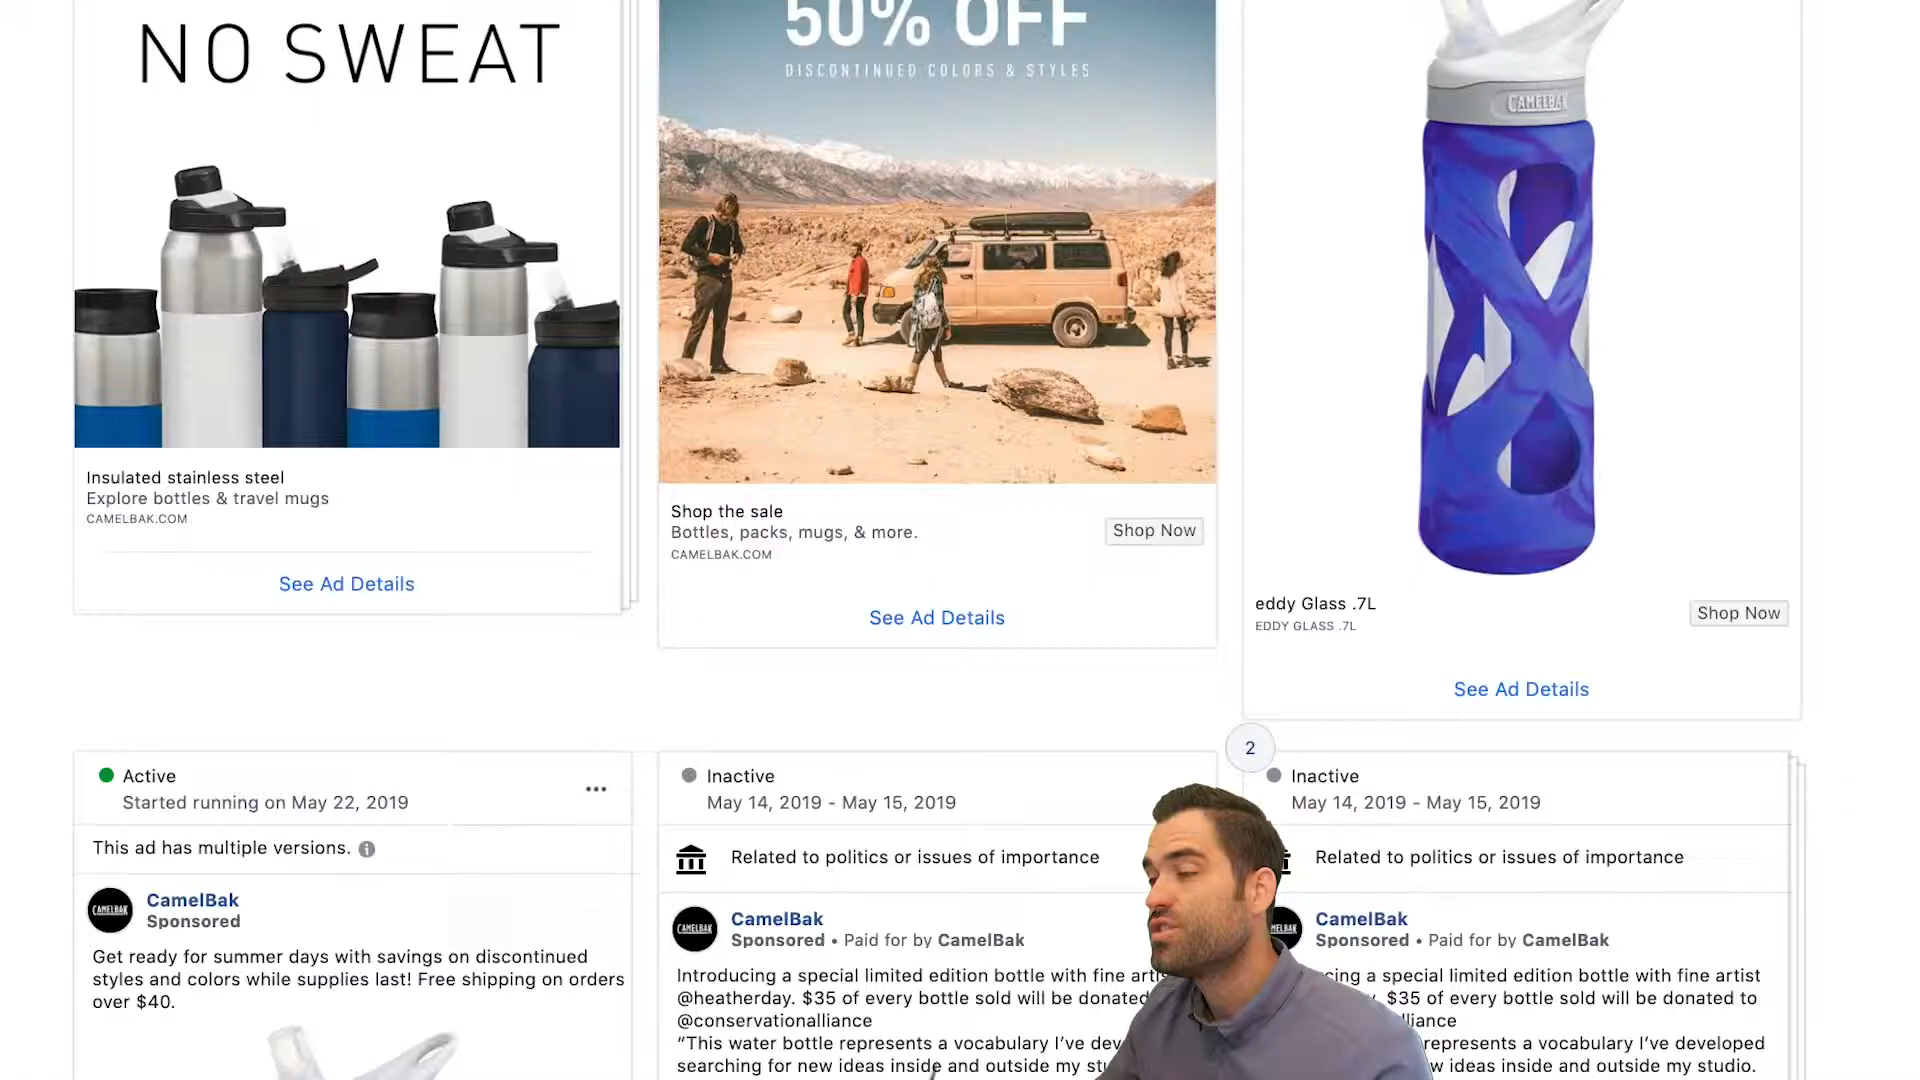 NO SWEAT
Insulated stainless steel
Explore bottles & travel mugs
CAMELBAK.COM
See Ad Details
50% OFF
DISCONTINUED COLORS & STYLES
Shop the sale
Bottles, packs, mugs, & more.
CAMELBAK.COM
Shop Now
See Ad Details
CAMELBAK
eddy Glass .7L
EDDY GLASS .7L
Shop Now
See Ad Details
Active
Started running on May 22, 2019
This ad has multiple versions.
CAMELBAK
CamelBak
Sponsored
Get ready for summer days with savings on discontinued
styles and colors while supplies last! Free shipping on orders
over $40.
Inactive
May 14, 2019 - May 15, 2019
Related to politics or issues of importance
CAMELBAK
CamelBak
Sponsored • Paid for by CamelBak
Introducing a special limited edition bottle with fine
@heatherday. $35 of every bottle sold will be donated
@conservationalliance
“This water bottle represents a vocabulary I’ve
searching for new ideas inside and outside my
2
Inactive
May 14, 2019 - May 15, 2019
Related to politics or issues of importance
CamelBak
Sponsored • Paid for by CamelBak
a special limited edition bottle with fine artist
$35 of every bottle sold will be donated to
represents a vocabulary I’ve developed
ideas inside and outside my studio.